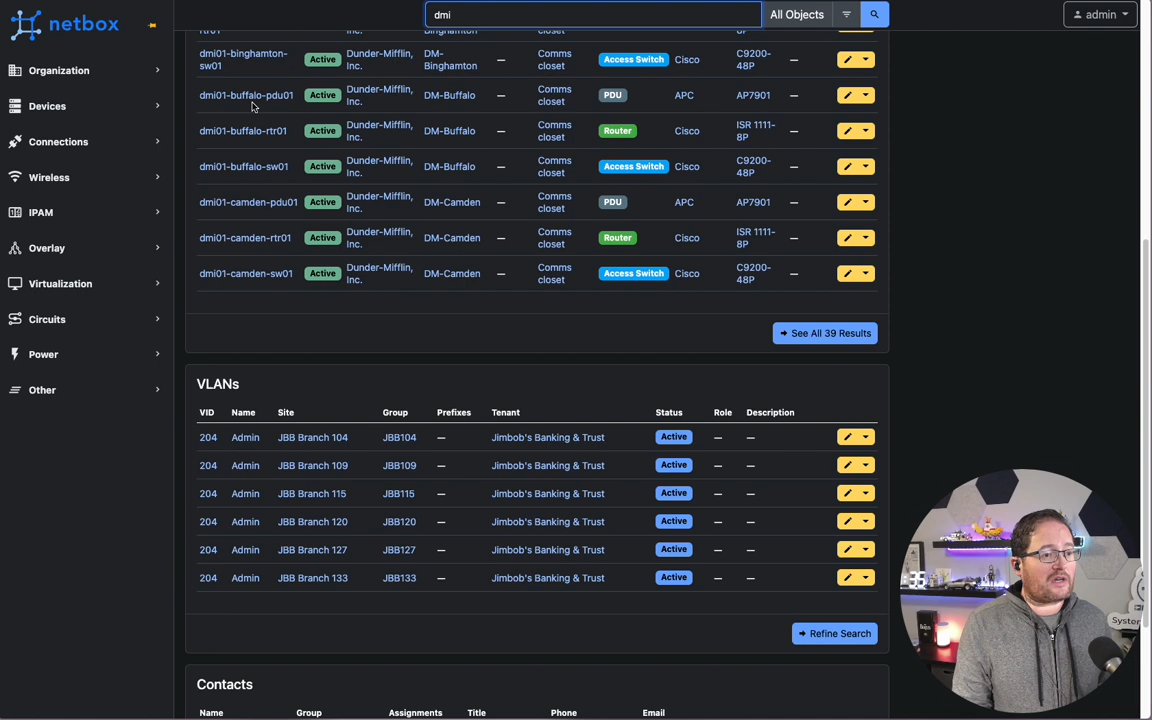 netbox
dmi
All Objects
admin
Organization
Devices
Connections
Wireless
IPAM
Overlay
Virtualization
Circuits
Power
Other
rtr01 Inc. Binghamton 8P
dmi01-binghamton-sw01 Active Dunder-Mifflin, Inc. DM-Binghamton — Comms closet Access Switch Cisco C9200-48P —
dmi01-buffalo-pdu01 Active Dunder-Mifflin, Inc. DM-Buffalo — Comms closet PDU APC AP7901 —
dmi01-buffalo-rtr01 Active Dunder-Mifflin, Inc. DM-Buffalo — Comms closet Router Cisco ISR 1111-8P —
dmi01-buffalo-sw01 Active Dunder-Mifflin, Inc. DM-Buffalo — Comms closet Access Switch Cisco C9200-48P —
dmi01-camden-pdu01 Active Dunder-Mifflin, Inc. DM-Camden — Comms closet PDU APC AP7901 —
dmi01-camden-rtr01 Active Dunder-Mifflin, Inc. DM-Camden — Comms closet Router Cisco ISR 1111-8P —
dmi01-camden-sw01 Active Dunder-Mifflin, Inc. DM-Camden — Comms closet Access Switch Cisco C9200-48P —
See All 39 Results
VLANs
VID Name Site Group Prefixes Tenant Status Role Description
204 Admin JBB Branch 104 JBB104 — Jimbob's Banking & Trust Active — —
204 Admin JBB Branch 109 JBB109 — Jimbob's Banking & Trust Active — —
204 Admin JBB Branch 115 JBB115 — Jimbob's Banking & Trust Active — —
204 Admin JBB Branch 120 JBB120 — Jimbob's Banking & Trust Active — —
204 Admin JBB Branch 127 JBB127 — Jimbob's Banking & Trust Active — —
204 Admin JBB Branch 133 JBB133 — Jimbob's Banking & Trust Active — —
Refine Search
Contacts
Name Group Assignments Title Phone Email
System